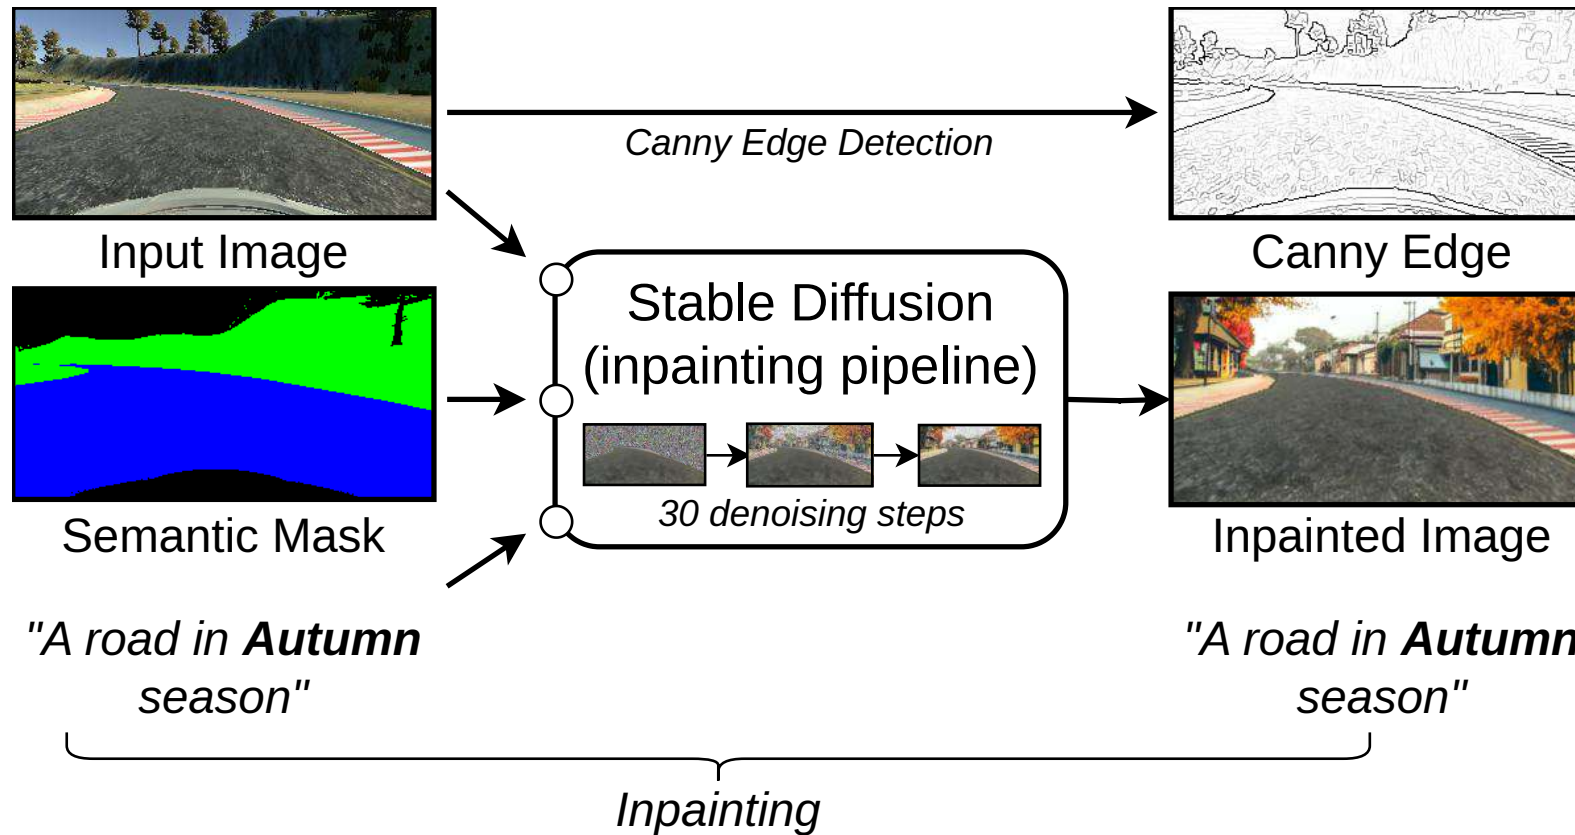 Canny Edge Detection
Input Image
Canny Edge
Stable Diffusion
(inpainting pipeline)
30 denoising steps
Semantic Mask
Inpainted Image
"A road in Autumn
season"
"A road in Autumn
season"
Inpainting